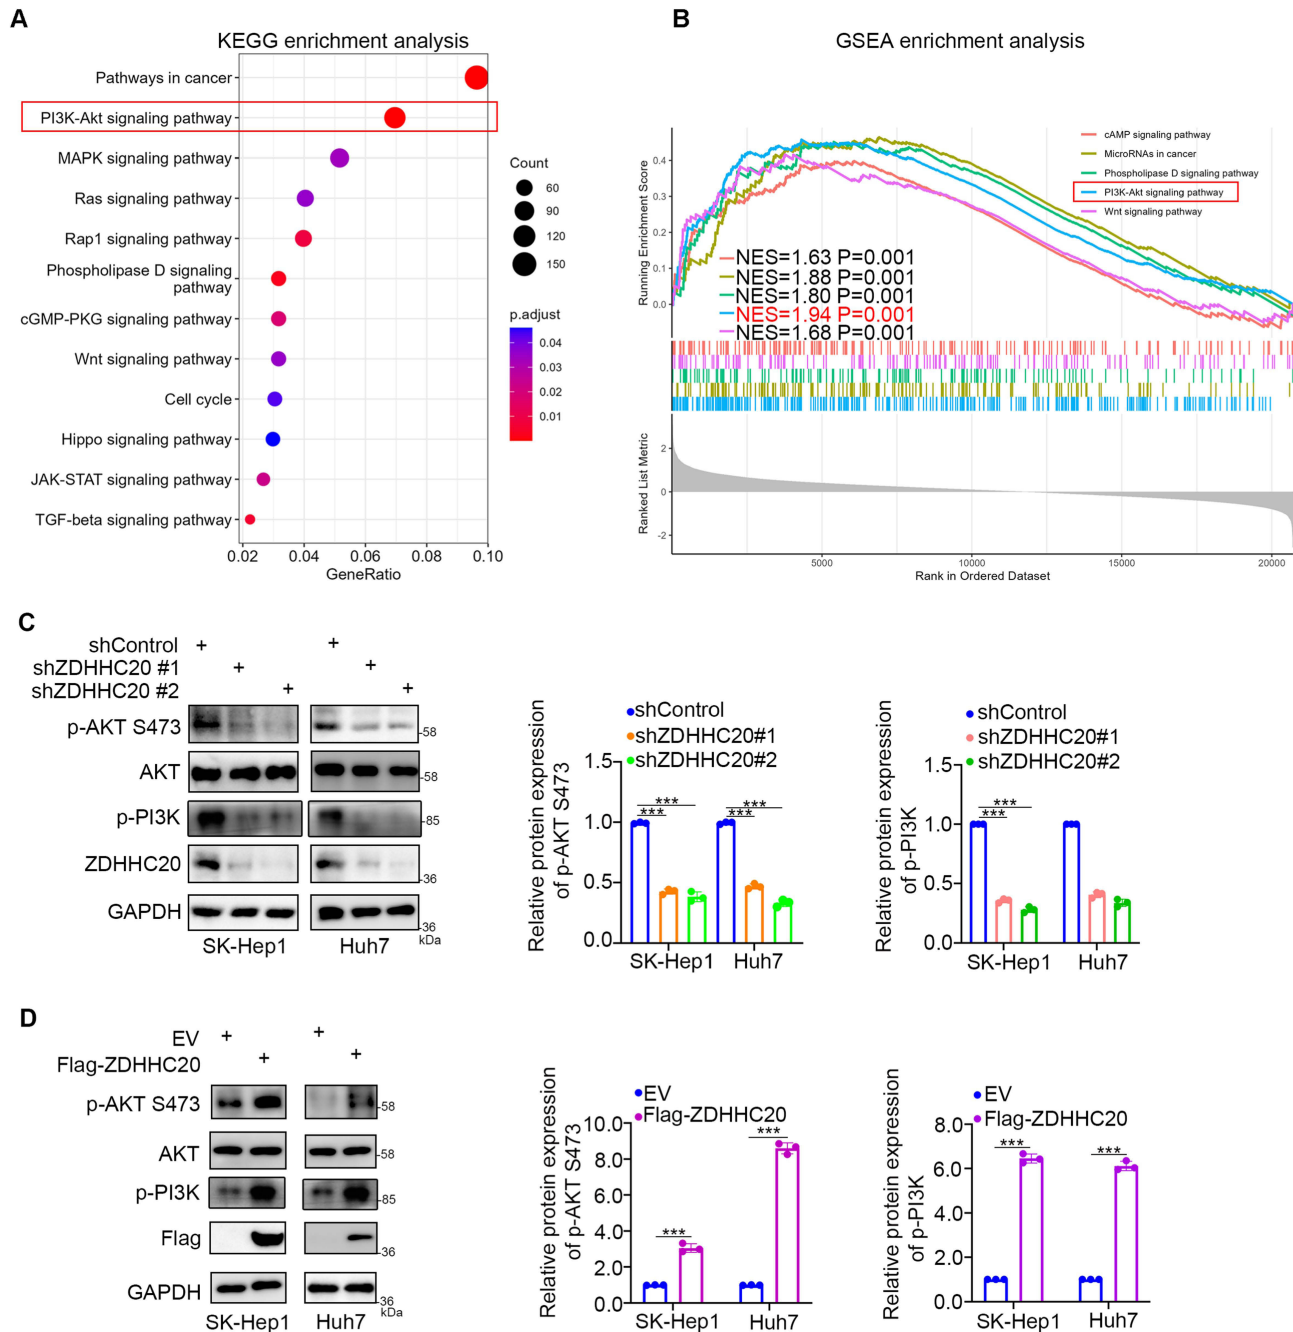 A
KEGG enrichment analysis
Pathways in cancer
PI3K-Akt signaling pathway
MAPK signaling pathway
Ras signaling pathway
Rap1 signaling pathway
Phospholipase D signaling
pathway
cGMP-PKG signaling pathway
Wnt signaling pathway
Cell cycle
Hippo signaling pathway
JAK-STAT signaling pathway
TGF-beta signaling pathway
0.02 0.04 0.06 0.08 0.10
GeneRatio
Count
60
90
120
150
p.adjust
0.04
0.03
0.02
0.01
B
GSEA enrichment analysis
Running Enrichment Score
0.4
0.3
0.2
0.1
0.0
cAMP signaling pathway
MicroRNAs in cancer
Phospholipase D signaling pathway
PI3K-Akt signaling pathway
Wnt signaling pathway
NES=1.63 P=0.001
NES=1.88 P=0.001
NES=1.80 P=0.001
NES=1.94 P=0.001
NES=1.68 P=0.001
Ranked List Metric
2
0
-2
5000 10000 15000 20000
Rank in Ordered Dataset
C
shControl + +
shZDHHC20 #1 + +
shZDHHC20 #2 + +
p-AKT S473 -58
AKT -58
p-PI3K -85
ZDHHC20 -36
GAPDH -36
kDa
SK-Hep1 Huh7
Relative protein expression
of p-AKT S473
shControl
shZDHHC20#1
shZDHHC20#2
1.5
1.0
0.5
0.0
*** *** *** ***
SK-Hep1 Huh7
Relative protein expression
of p-PI3K
shControl
shZDHHC20#1
shZDHHC20#2
1.5
1.0
0.5
0.0
*** ***
SK-Hep1 Huh7
D
EV + +
Flag-ZDHHC20 + +
p-AKT S473 -58
AKT -58
p-PI3K -85
Flag -36
GAPDH -36
kDa
SK-Hep1 Huh7
Relative protein expression
of p-AKT S473
EV
Flag-ZDHHC20
10.0
8.0
6.0
4.0
2.0
0.0
*** ***
SK-Hep1 Huh7
Relative protein expression
of p-PI3K
EV
Flag-ZDHHC20
8.0
6.0
4.0
2.0
0.0
*** ***
SK-Hep1 Huh7